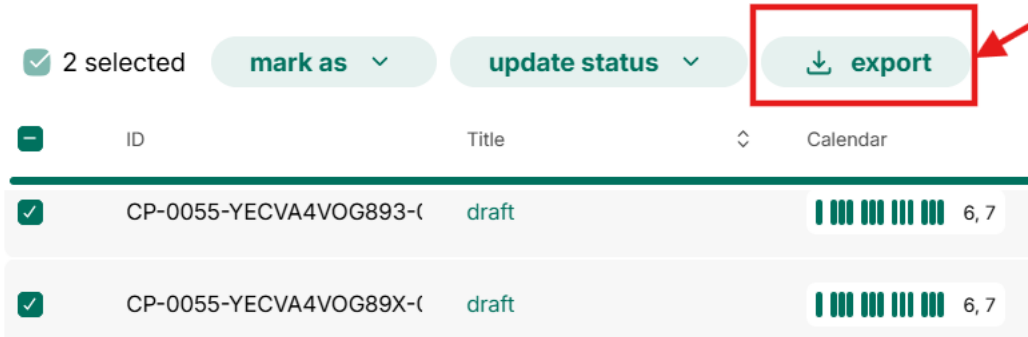 2 selected mark as update status export
ID Title Calendar
CP-0055-YECVA4VOG893- draft 6, 7
CP-0055-YECVA4VOG89X- draft 6, 7